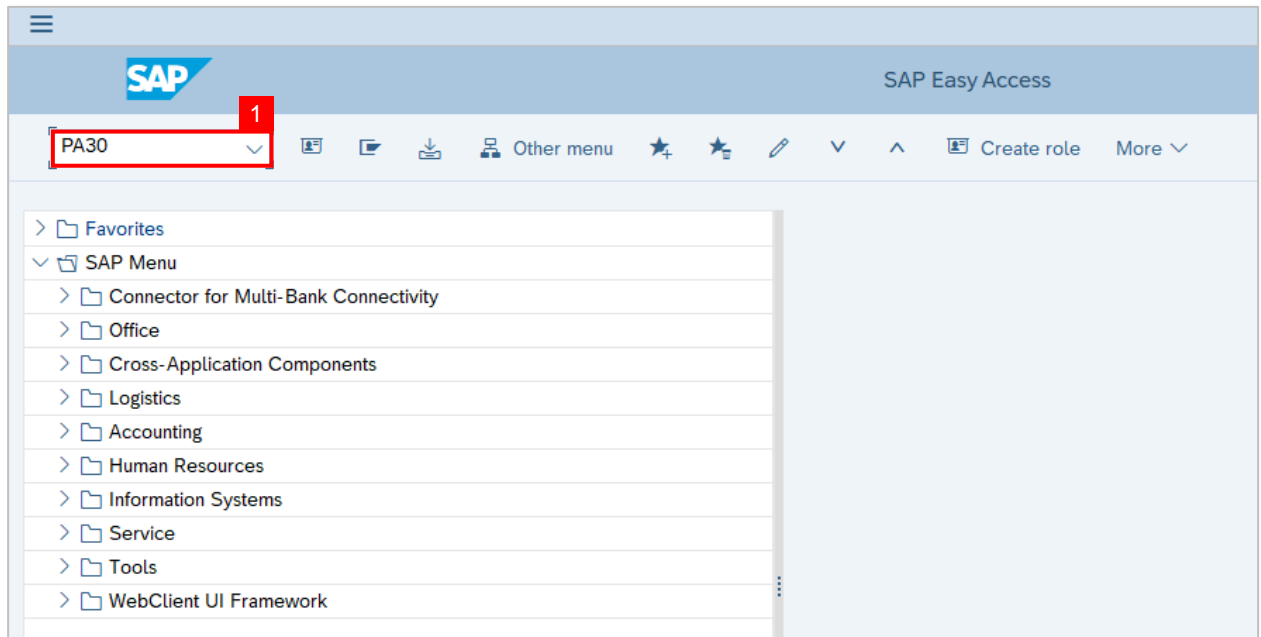 SAP
SAP Easy Access
1
PA30
Other menu
Create role
More
Favorites
SAP Menu
Connector for Multi-Bank Connectivity
Office
Cross-Application Components
Logistics
Accounting
Human Resources
Information Systems
Service
Tools
WebClient UI Framework